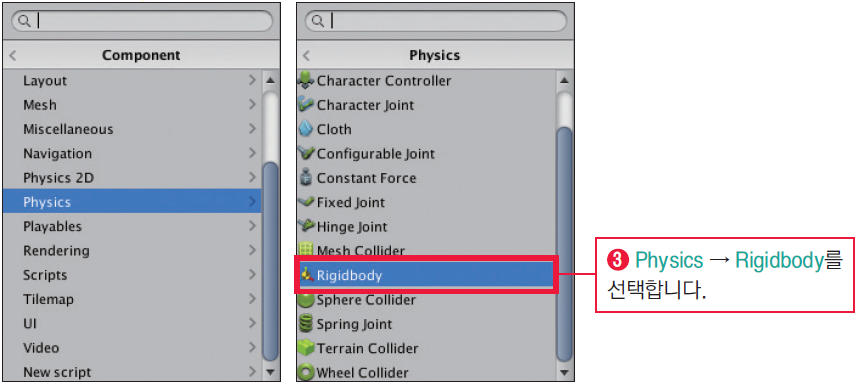 Component
Layout
Mesh
Miscellaneous
Navigation
Physics 2D
Physics
Playables
Rendering
Scripts
Tilemap
UI
Video
New script
Physics
Character Controller
Character Joint
Cloth
Configurable Joint
Constant Force
Fixed Joint
Hinge Joint
Mesh Collider
Rigidbody
Sphere Collider
Spring Joint
Terrain Collider
Wheel Collider
❸ Physics → Rigidbody를
선택합니다.